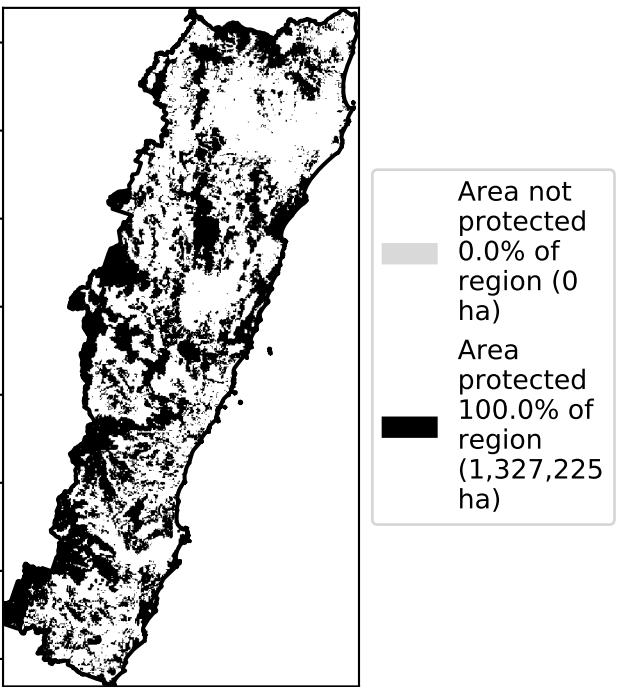 Area not
protected
0.0% of
region (0
ha)
Area
protected
100.0% of
region
(1,327,225
ha)